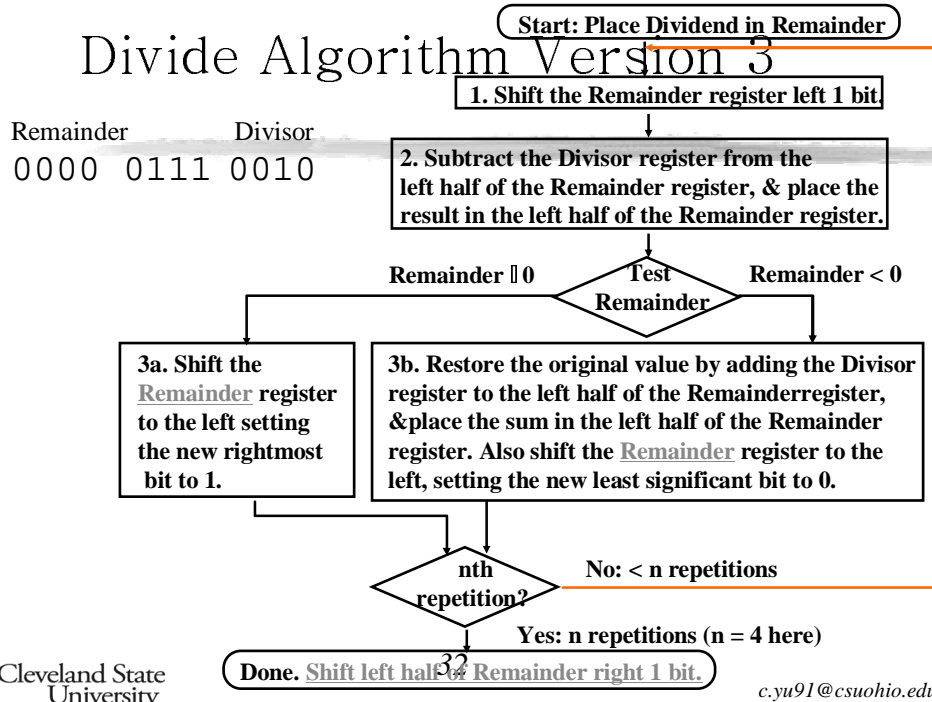 Start: Place Dividend in Remainder
Divide Algorithm Version 3
1. Shift the Remainder register left 1 bit.
Remainder Divisor
0000 0111 0010
2. Subtract the Divisor register from the
left half of the Remainder register, & place the
result in the left half of the Remainder register.
Remainder ▯ 0
Test
Remainder
Remainder < 0
3a. Shift the
Remainder register
to the left setting
the new rightmost
bit to 1.
3b. Restore the original value by adding the Divisor
register to the left half of the Remainderregister,
&place the sum in the left half of the Remainder
register. Also shift the Remainder register to the
left, setting the new least significant bit to 0.
nth
repetition?
No: < n repetitions
Yes: n repetitions (n = 4 here)
Done. Shift left half of Remainder right 1 bit.
32
Cleveland State
University
c.yu91@csuohio.edu